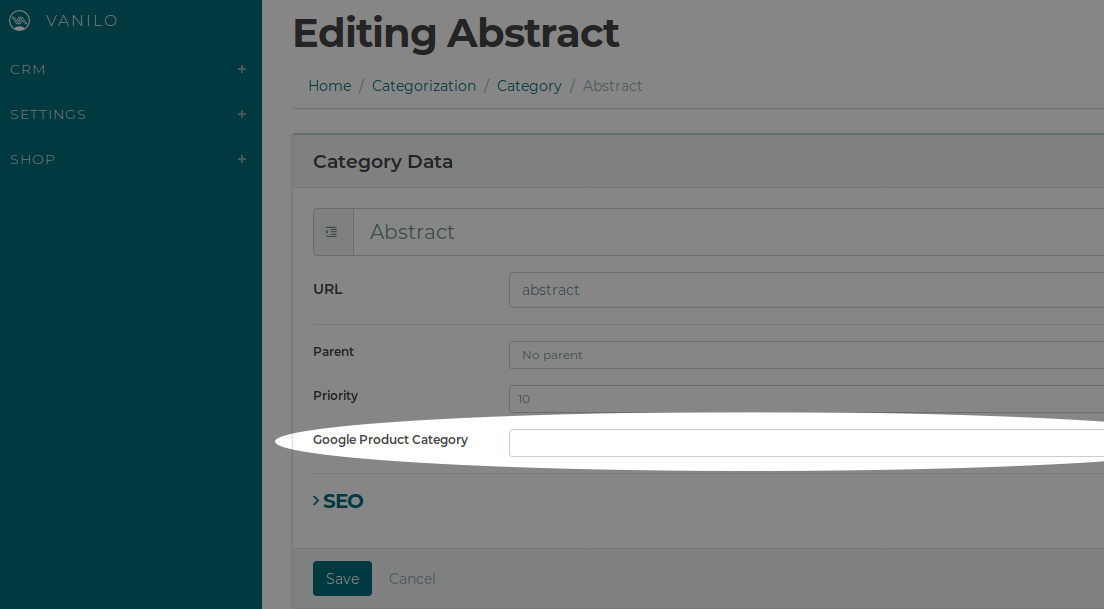 VANILO
CRM +
SETTINGS +
SHOP +
Editing Abstract
Home / Categorization / Category / Abstract
Category Data
Abstract
URL abstract
Parent No parent
Priority 10
Google Product Category
SEO
Save Cancel